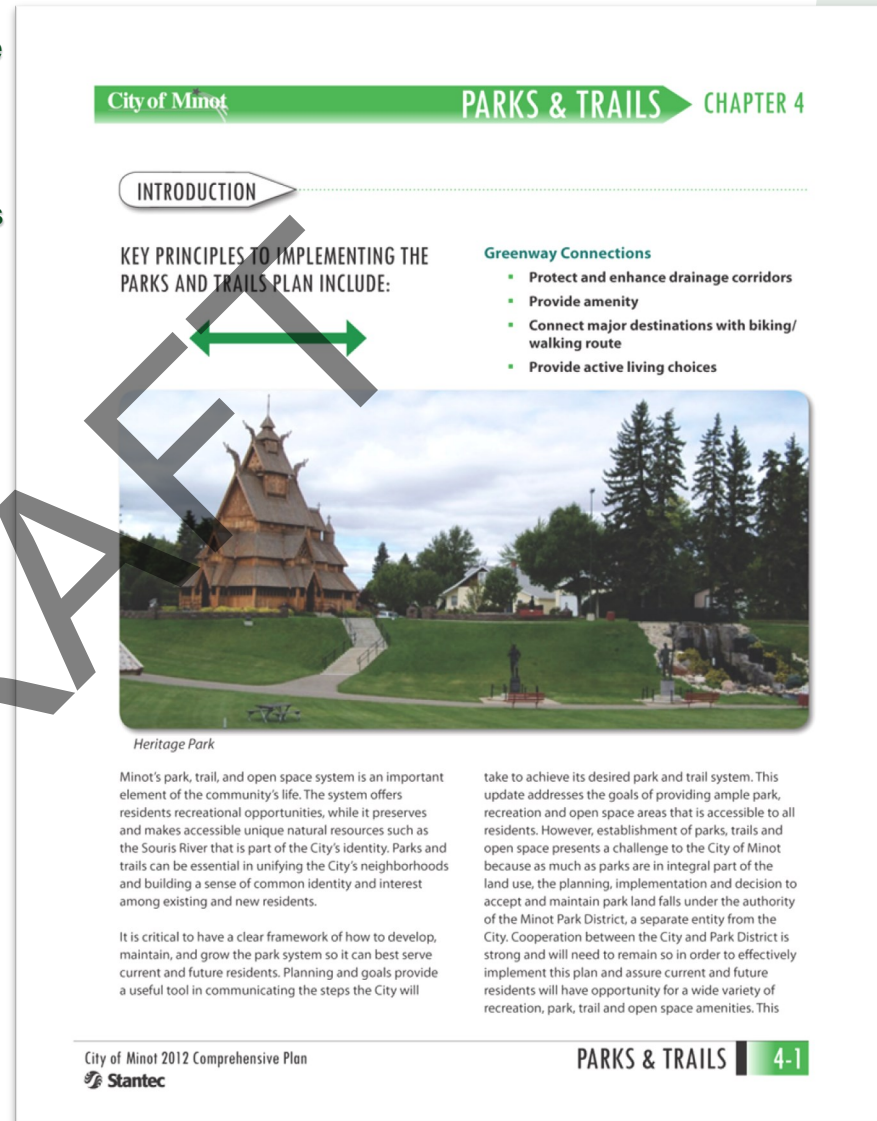 City of Minot
PARKS & TRAILS
CHAPTER 4
INTRODUCTION
KEY PRINCIPLES TO IMPLEMENTING THE
PARKS AND TRAILS PLAN INCLUDE:
Greenway Connections
▪ Protect and enhance drainage corridors
▪ Provide amenity
▪ Connect major destinations with biking/
walking route
▪ Provide active living choices
Heritage Park
Minot's park, trail, and open space system is an important
element of the community's life. The system offers
residents recreational opportunities, while it preserves
and makes accessible unique natural resources such as
the Souris River that is part of the City's identity. Parks and
trails can be essential in unifying the City's neighborhoods
and building a sense of common identity and interest
among existing and new residents.
It is critical to have a clear framework of how to develop,
maintain, and grow the park system so it can best serve
current and future residents. Planning and goals provide
a useful tool in communicating the steps the City will
take to achieve its desired park and trail system. This
update addresses the goals of providing ample park,
recreation and open space areas that is accessible to all
residents. However, establishment of parks, trails and
open space presents a challenge to the City of Minot
because as much as parks are in integral part of the
land use, the planning, implementation and decision to
accept and maintain park land falls under the authority
of the Minot Park District, a separate entity from the
City. Cooperation between the City and Park District is
strong and will need to remain so in order to effectively
implement this plan and assure current and future
residents will have opportunity for a wide variety of
recreation, park, trail and open space amenities. This
City of Minot 2012 Comprehensive Plan
Stantec
PARKS & TRAILS
4-1
AFT